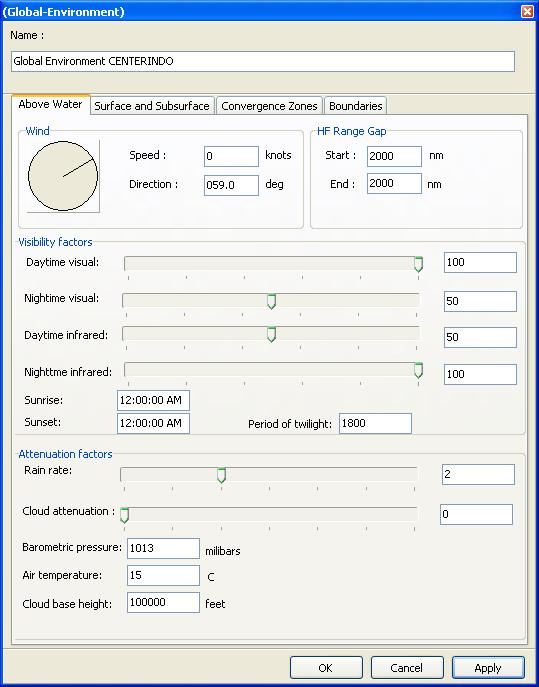 (Global-Environment)
Name :
Global Environment CENTERINDO
Above Water Surface and Subsurface Convergence Zones Boundaries
Wind
Speed : 0 knots
Direction : 059.0 deg
HF Range Gap
Start : 2000 nm
End : 2000 nm
Visibility factors
Daytime visual: 100
Nightime visual: 50
Daytime infrared: 50
Nighttme infrared: 100
Sunrise: 12:00:00 AM
Sunset: 12:00:00 AM Period of twilight: 1800
Attenuation factors
Rain rate: 2
Cloud attenuation : 0
Barometric pressure: 1013 milibars
Air temperature: 15 C
Cloud base height: 100000 feet
OK Cancel Apply